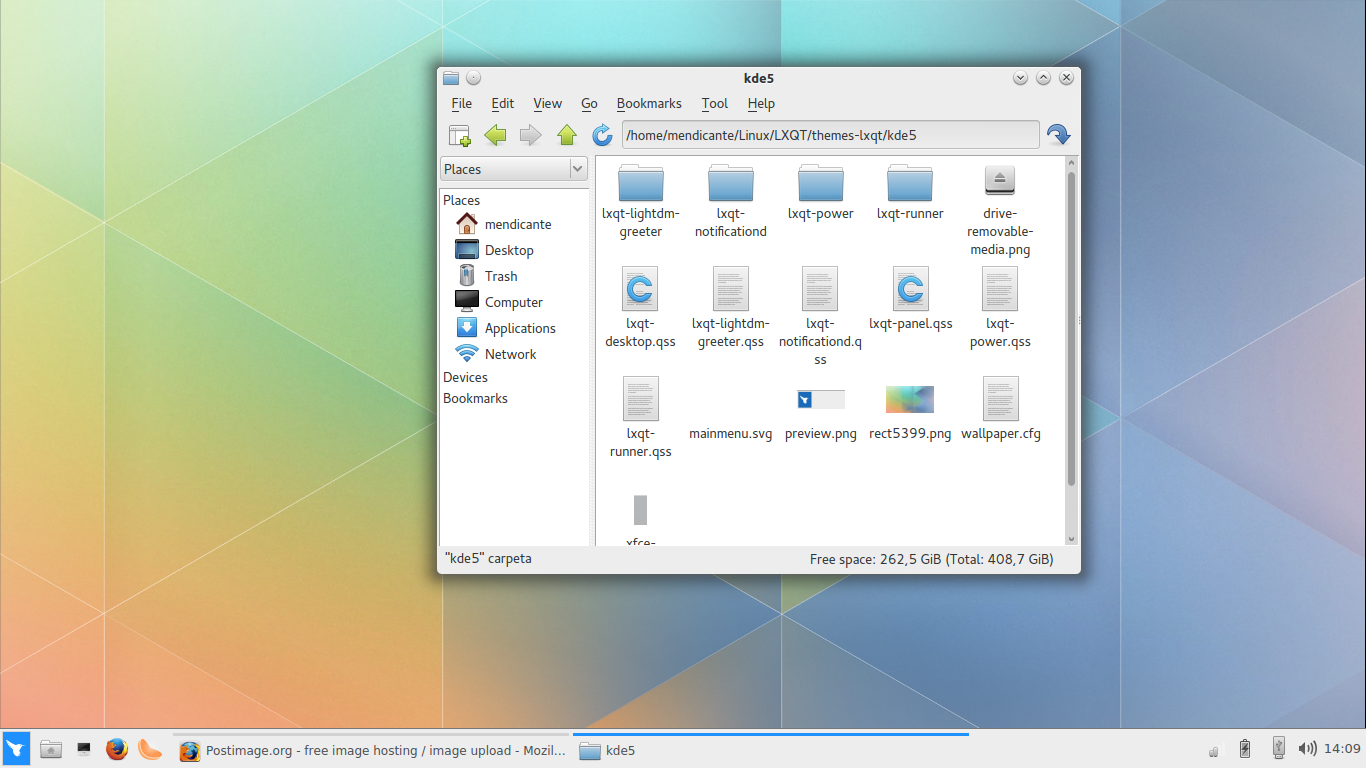 kde5
File Edit View Go Bookmarks Tool Help
/home/mendicante/Linux/LXQT/themes-lxqt/kde5
Places
Places
mendicante
Desktop
Trash
Computer
Applications
Network
Devices
Bookmarks
lxqt-lightdm-
greeter
lxqt-
notificationd
lxqt-power
lxqt-runner
drive-
removable-
media.png
lxqt-
desktop.qss
lxqt-lightdm-
greeter.qss
lxqt-
notificationd.q
ss
lxqt-panel.qss
lxqt-
power.qss
lxqt-
runner.qss
mainmenu.svg
preview.png
rect5399.png
wallpaper.cfg
xfce-
"kde5" carpeta
Free space: 262,5 GiB (Total: 408,7 GiB)
Postimage.org - free image hosting / image upload - Mozil...
kde5
14:09